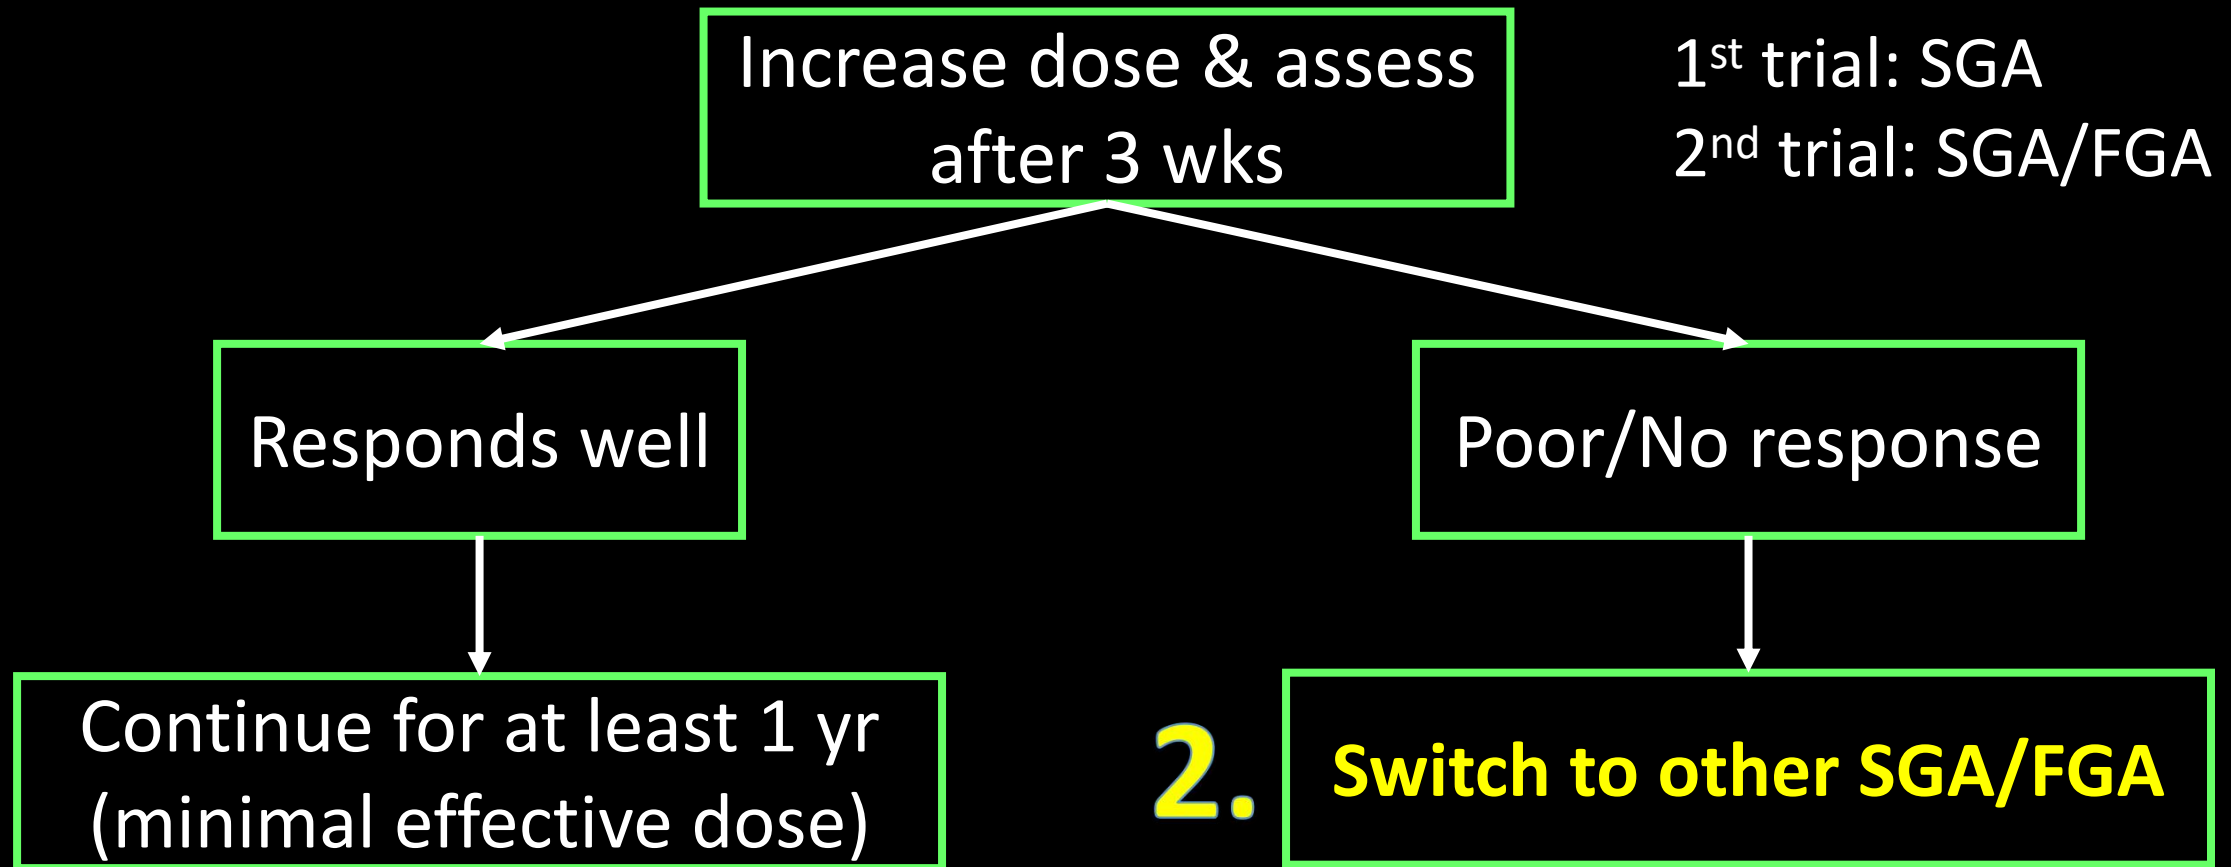 Increase dose & assess
after 3 wks
1st trial: SGA
2nd trial: SGA/FGA
Responds well
Poor/No response
Continue for at least 1 yr
(minimal effective dose)
2.
Switch to other SGA/FGA